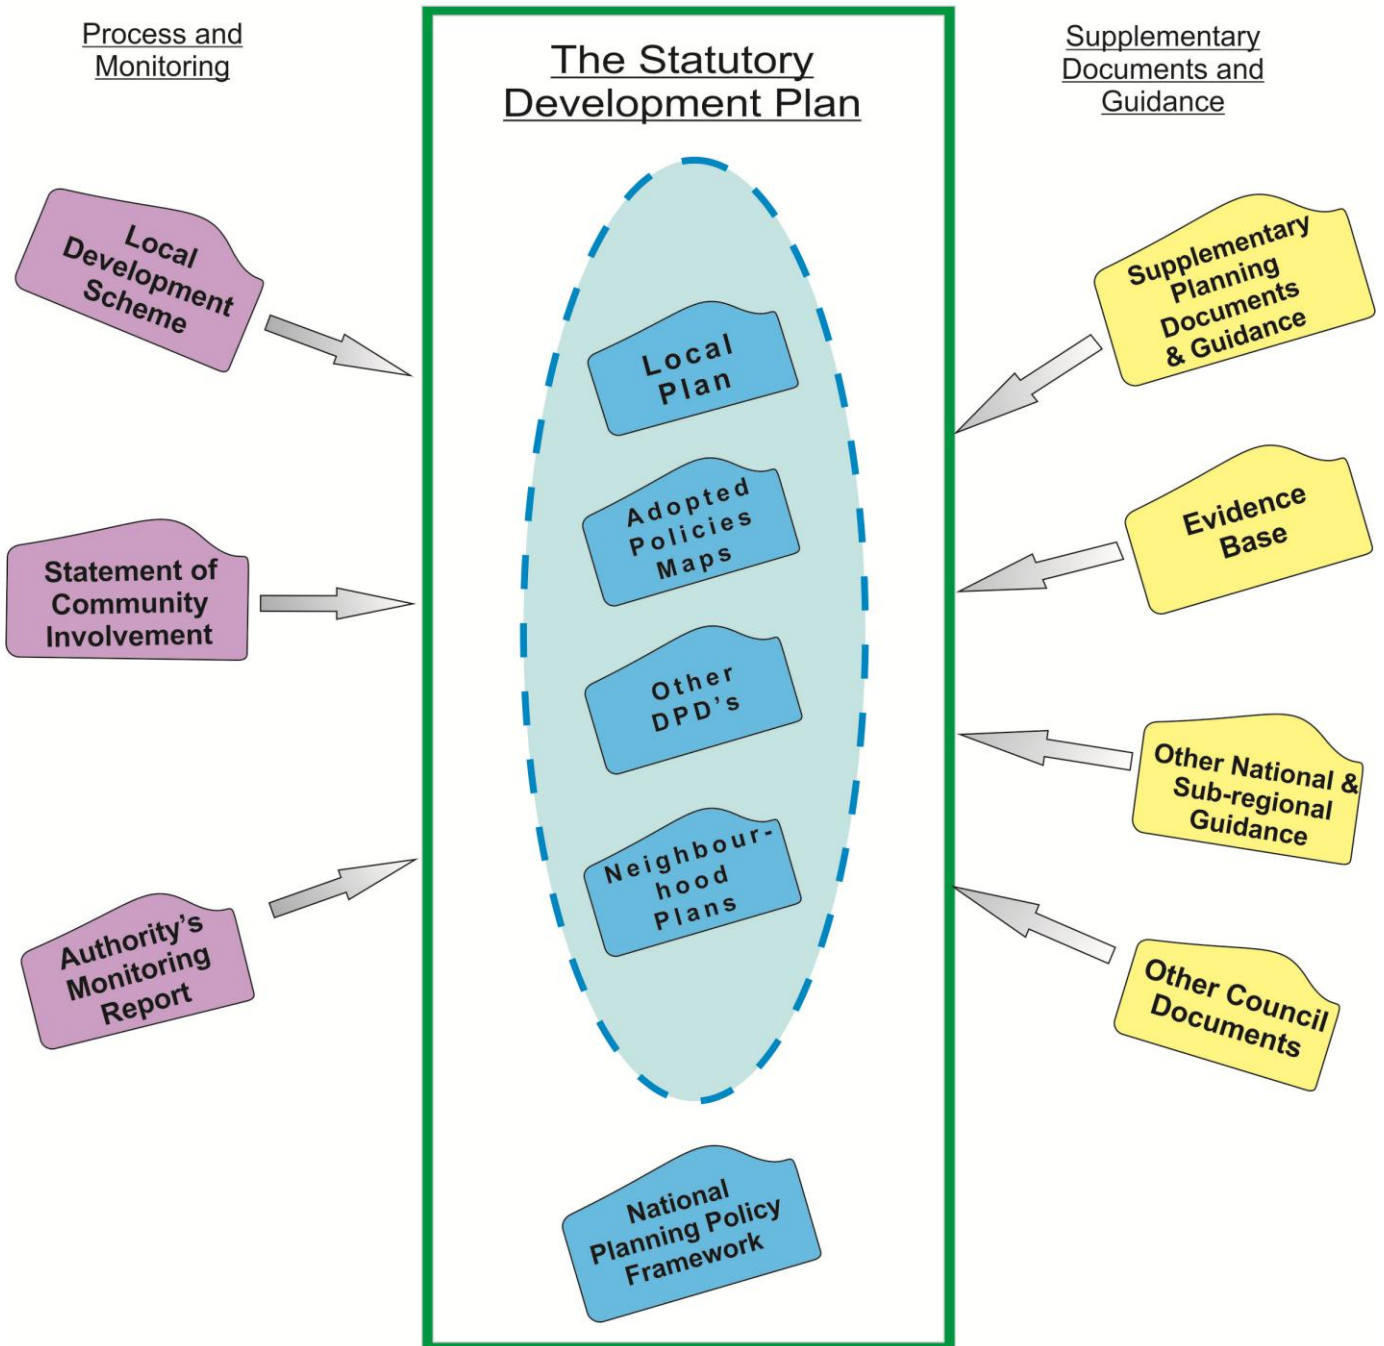 Process and
Monitoring
Local
Development
Scheme
Statement of
Community
Involvement
Authority’s
Monitoring
Report
The Statutory
Development Plan
Local
Plan
Adopted
Policies
Maps
Other
DPD’s
Neighbour-
hood
Plans
National
Planning Policy
Framework
Supplementary
Documents and
Guidance
Supplementary
Planning
Documents
& Guidance
Evidence
Base
Other National &
Sub-regional
Guidance
Other Council
Documents